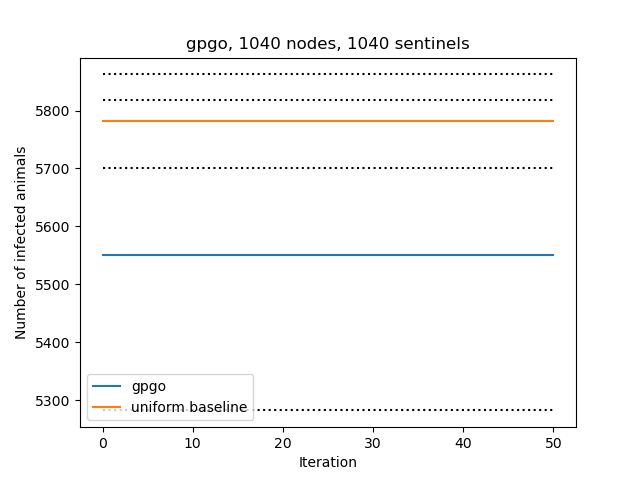 gpgo, 1040 nodes, 1040 sentinels
Number of infected animals
5800
5700
5600
5500
5400
5300
gpgo
uniform baseline
0 10 20 30 40 50
Iteration